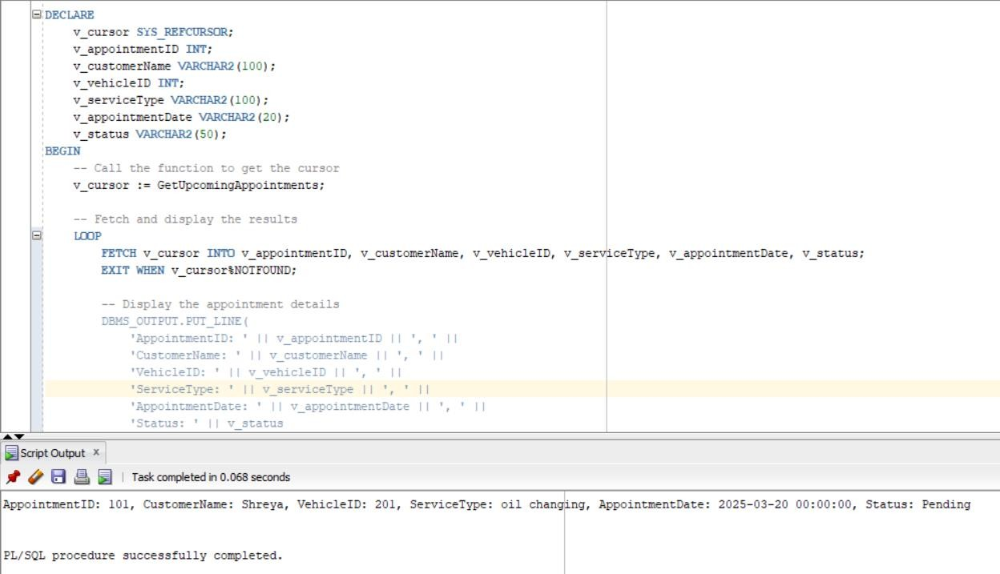 DECLARE
    v_cursor SYS_REFCURSOR;
    v_appointmentID INT;
    v_customerName VARCHAR2(100);
    v_vehicleID INT;
    v_serviceType VARCHAR2(100);
    v_appointmentDate VARCHAR2(20);
    v_status VARCHAR2(50);
BEGIN
    -- Call the function to get the cursor
    v_cursor := GetUpcomingAppointments;

    -- Fetch and display the results
    LOOP
        FETCH v_cursor INTO v_appointmentID, v_customerName, v_vehicleID, v_serviceType, v_appointmentDate, v_status;
        EXIT WHEN v_cursor%NOTFOUND;

        -- Display the appointment details
        DBMS_OUTPUT.PUT_LINE(
            'AppointmentID: ' || v_appointmentID || ', ' ||
            'CustomerName: ' || v_customerName || ', ' ||
            'VehicleID: ' || v_vehicleID || ', ' ||
            'ServiceType: ' || v_serviceType || ', ' ||
            'AppointmentDate: ' || v_appointmentDate || ', ' ||
            'Status: ' || v_status
Script Output x
Task completed in 0.068 seconds
AppointmentID: 101, CustomerName: Shreya, VehicleID: 201, ServiceType: oil changing, AppointmentDate: 2025-03-20 00:00:00, Status: Pending
PL/SQL procedure successfully completed.